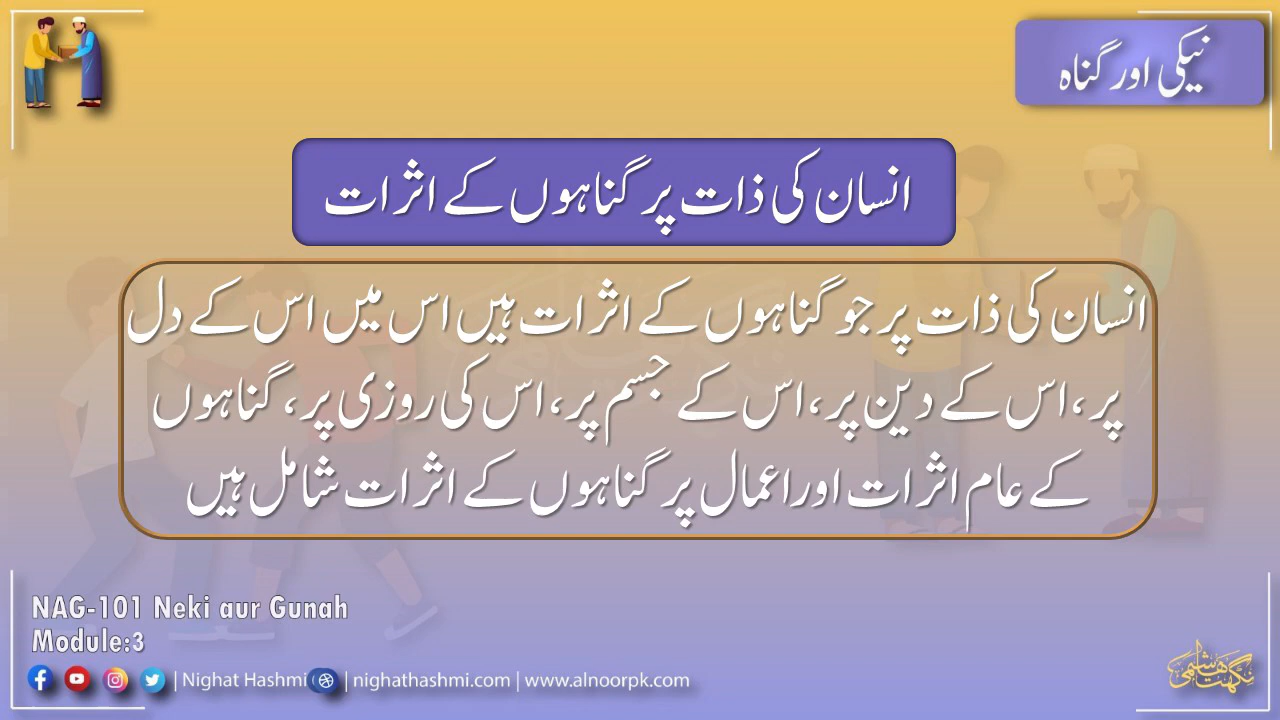 نیکی اور گناہ
انسان کی ذات پر گناہوں کے اثرات
انسان کی ذات پر جو گناہوں کے اثرات ہیں اس میں اس کے دل
پر، اس کے دین پر، اس کے جسم پر، اس کی روزی پر، گناہوں
کے عام اثرات اور اعمال پر گناہوں کے اثرات شامل ہیں
NAG-101 Neki aur Gunah
Module:3
| Nighat Hashmi | nighathashmi.com | www.alnoorpk.com
نگہت ہاشمی